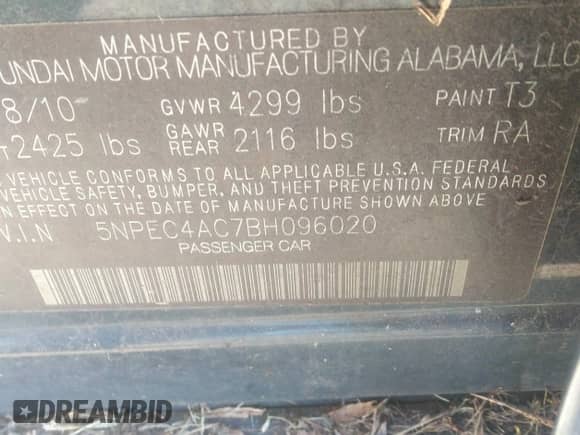 MANUFACTURED BY
UNDAI MOTOR MANUFACTURING ALABAMA, LLC
8/10 GVWR 4299 lbs PAINT T3
T 2425 lbs GAWR REAR 2116 lbs TRIM RA
VEHICLE CONFORMS TO ALL APPLICABLE U.S.A. FEDERAL
VEHICLE SAFETY, BUMPER, AND THEFT PREVENTION STANDARDS
IN EFFECT ON THE DATE OF MANUFACTURE SHOWN ABOVE
V.I.N 5NPEC4AC7BH096020
PASSENGER CAR
DREAMBID